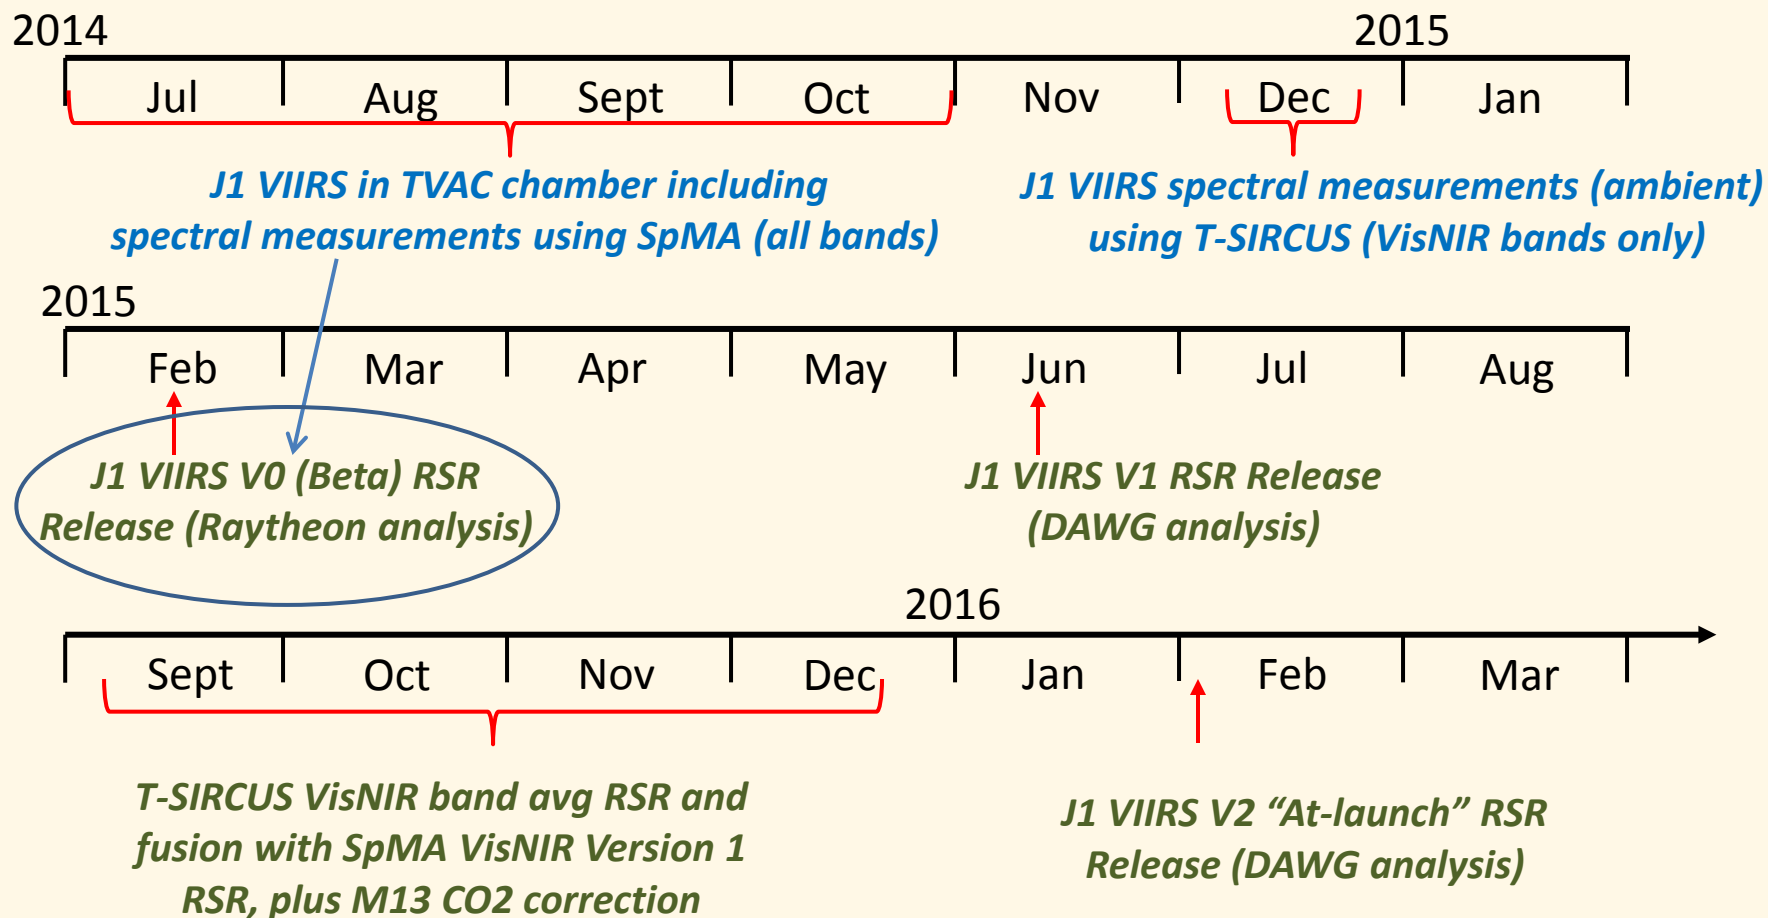 2014 2015
Jul Aug Sept Oct Nov Dec Jan
J1 VIIRS in TVAC chamber including
spectral measurements using SpMA (all bands)
J1 VIIRS spectral measurements (ambient)
using T-SIRCUS (VisNIR bands only)
2015
Feb Mar Apr May Jun Jul Aug
J1 VIIRS V0 (Beta) RSR
Release (Raytheon analysis)
J1 VIIRS V1 RSR Release
(DAWG analysis)
2016
Sept Oct Nov Dec Jan Feb Mar
T-SIRCUS VisNIR band avg RSR and
fusion with SpMA VisNIR Version 1
RSR, plus M13 CO2 correction
J1 VIIRS V2 “At-launch” RSR
Release (DAWG analysis)